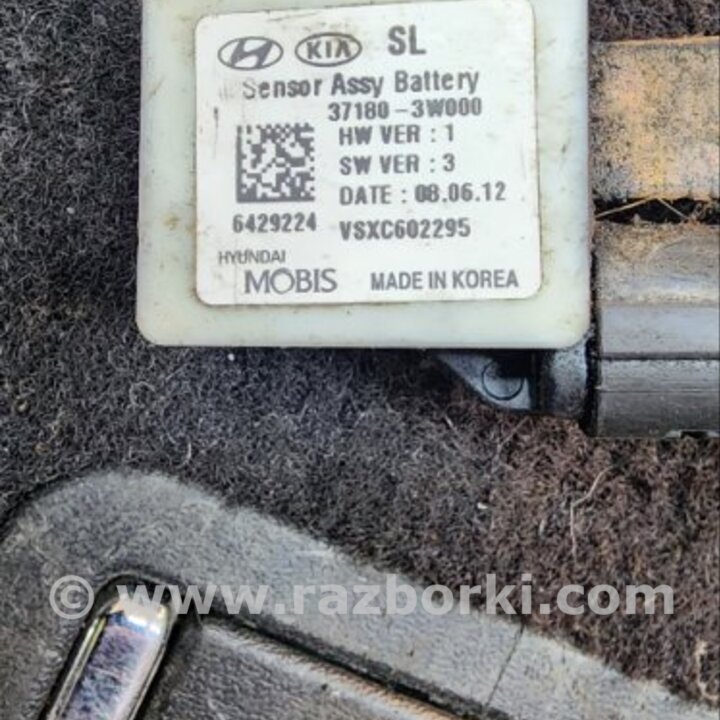 HYUNDAI KIA SL
Sensor Assy Battery
37180-3W000
HW VER : 1
SW VER : 3
DATE : 08.06.12
6429224 VSXC602295
HYUNDAI
MOBIS MADE IN KOREA
© www.razborki.com